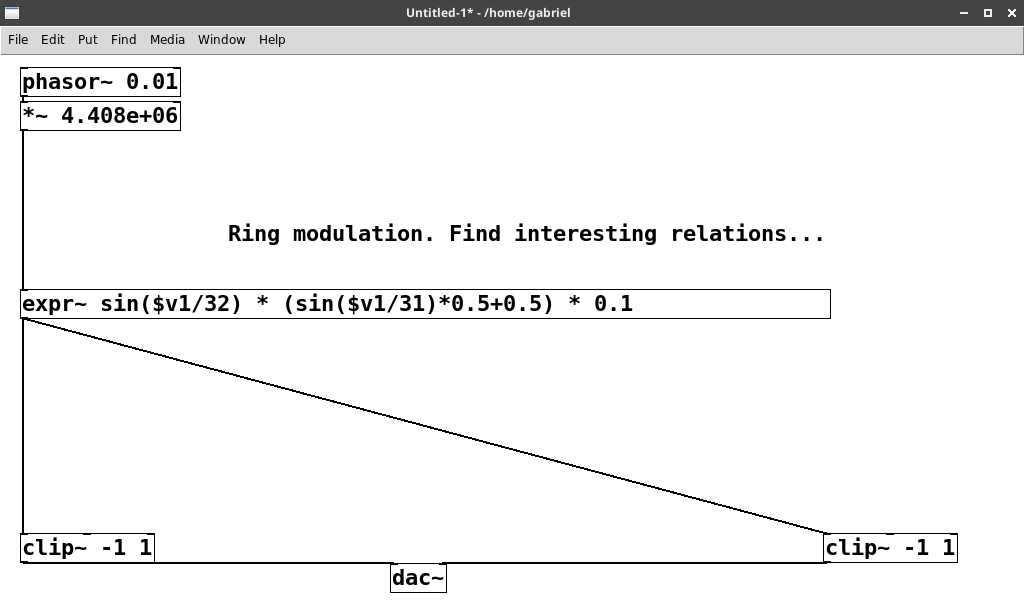 Untitled-1* - /home/gabriel
File Edit Put Find Media Window Help
phasor~ 0.01
*~ 4.408e+06
Ring modulation. Find interesting relations...
expr~ sin($v1/32) * (sin($v1/31)*0.5+0.5) * 0.1
clip~ -1 1
clip~ -1 1
dac~